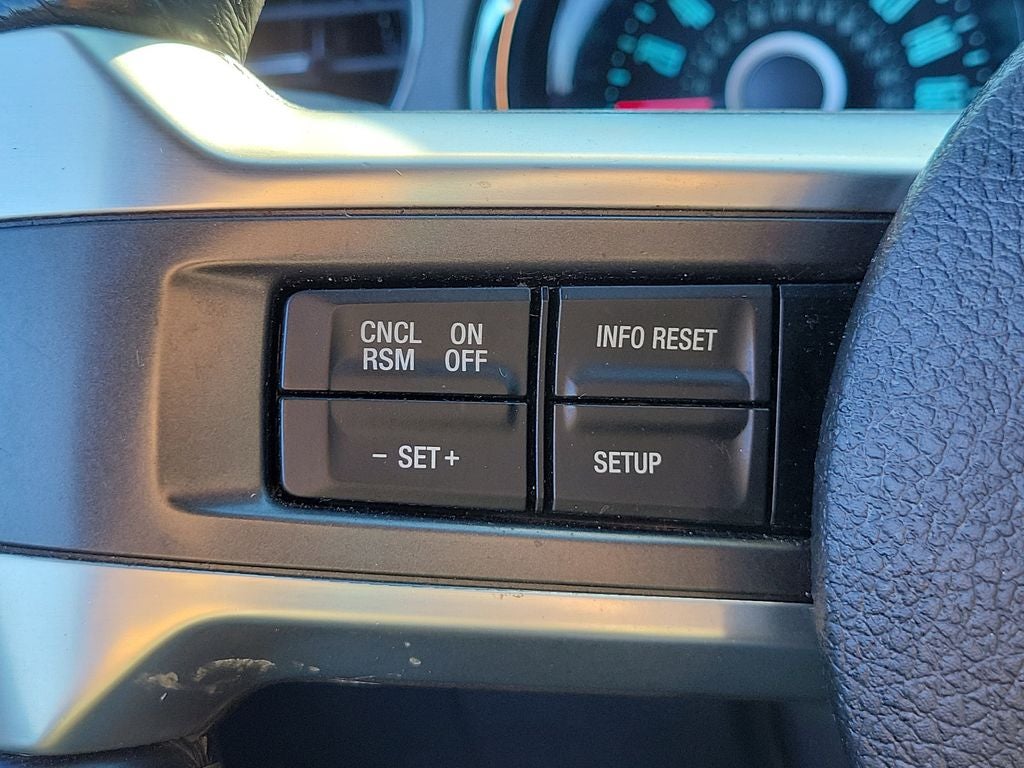 CNCL ON
RSM OFF
INFO RESET
- SET +
SETUP